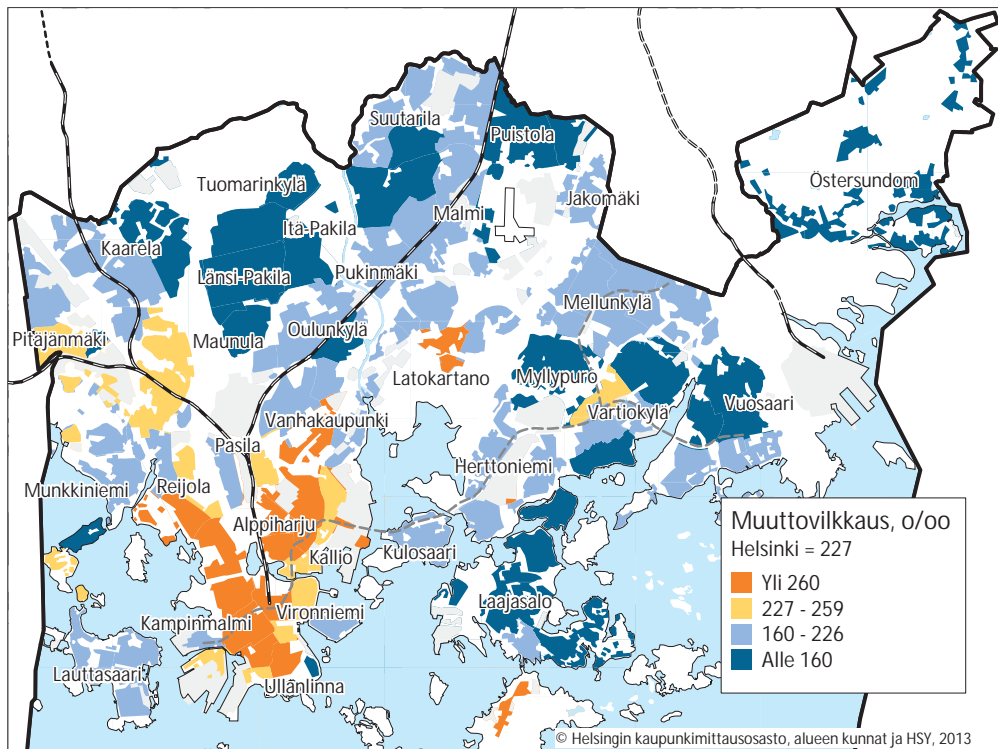 Suutarila
Puistola
Tuomarinkylä
Östersundom
Jakomäki
Malmi
Itä-Pakila
Kaarela
Länsi-Pakila
Pukinmäki
Mellunkylä
Pitäjänmäki
Maunula
Oulunkylä
Latokartano
Myllypuro
Vuosaari
Vartiokylä
Vanhakaupunki
Pasila
Herttoniemi
Munkkiniemi
Reijola
Alppiharju
Kallio
Kulosaari
Laajasalo
Kampinmalmi
Vironniemi
Lauttasaari
Ullanlinna
Muuttovilkkaus, o/oo
Helsinki = 227
Yli 260
227 - 259
160 - 226
Alle 160
© Helsingin kaupunkimittausosasto, alueen kunnat ja HSY, 2013